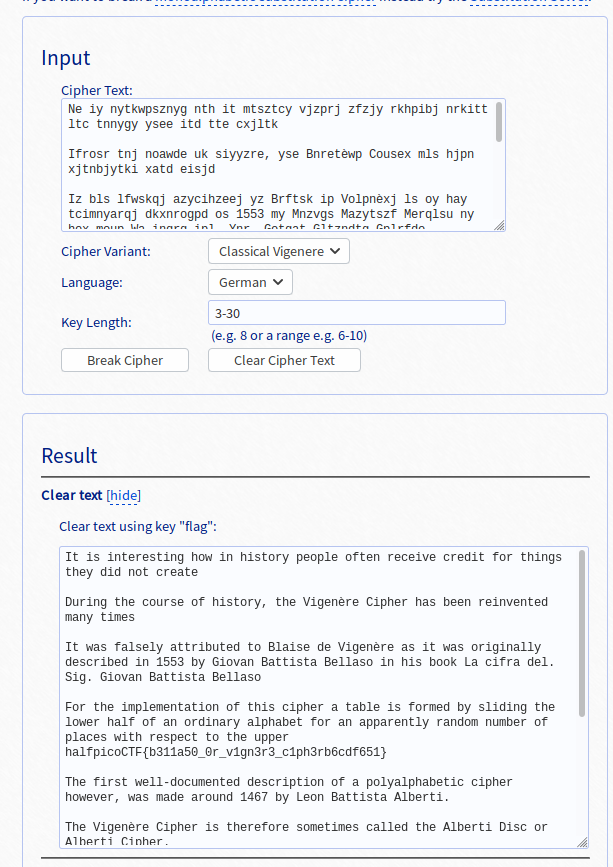 Input
Cipher Text:
Ne iy nytkwpsznyg nth it mtsztcy vjzprj zfzjy rkhpibj nrkitt
ltc tnnygy ysee itd tte cxjltk
Ifrosr tnj noawde uk siyyzre, yse Bnretèwp Cousex mls hjpn
xjtnbjytki xatd eisjd
Iz bls lfwskqj azycihzeej yz Brftsk ip Volpnèxj ls oy hay
tcimnyarqj dkxnrogpd os 1553 my Mnzvgs Mazytszf Merqlsu ny
Cipher Variant:
Classical Vigenere
Language:
German
Key Length:
3-30
(e.g. 8 or a range e.g. 6-10)
Break Cipher
Clear Cipher Text
Result
Clear text [hide]
Clear text using key "flag":
It is interesting how in history people often receive credit for things
they did not create
During the course of history, the Vigenère Cipher has been reinvented
many times
It was falsely attributed to Blaise de Vigenère as it was originally
described in 1553 by Giovan Battista Bellaso in his book La cifra del.
Sig. Giovan Battista Bellaso
For the implementation of this cipher a table is formed by sliding the
lower half of an ordinary alphabet for an apparently random number of
places with respect to the upper
halfpicoCTF{b311a50_0r_v1gn3r3_c1ph3rb6cdf651}
The first well-documented description of a polyalphabetic cipher
however, was made around 1467 by Leon Battista Alberti.
The Vigenère Cipher is therefore sometimes called the Alberti Disc or
Alberti Cipher.